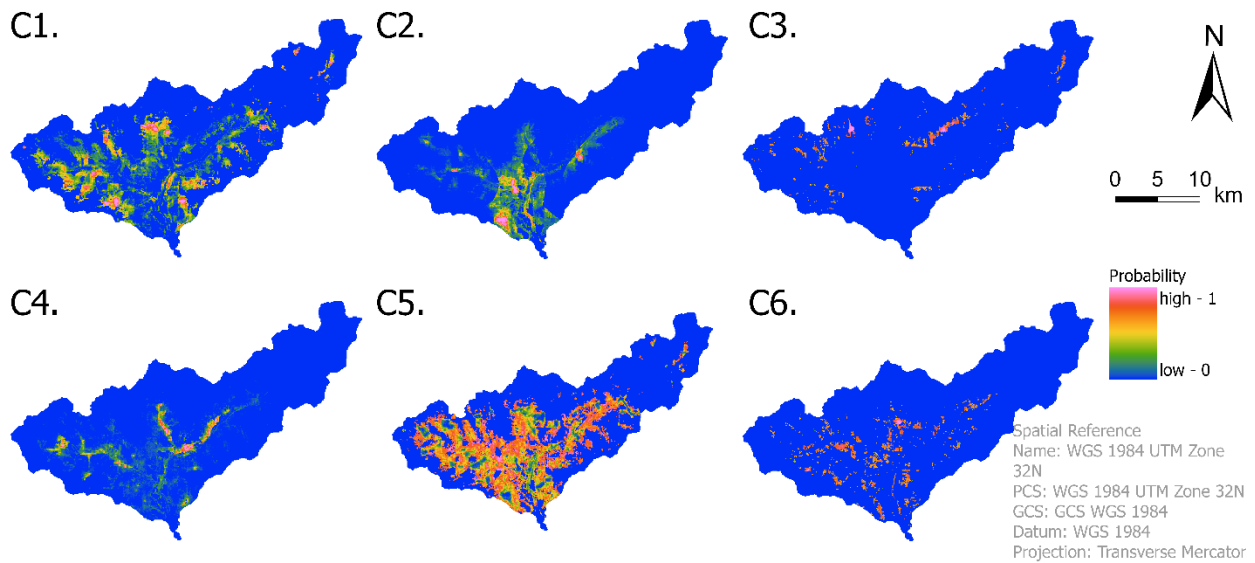 C1.
C2.
C3.
N
0 5 10
km
C4.
C5.
C6.
Probability
high - 1
low - 0
Spatial Reference
Name: WGS 1984 UTM Zone
32N
PCS: WGS 1984 UTM Zone 32N
GCS: GCS WGS 1984
Datum: WGS 1984
Projection: Transverse Mercator